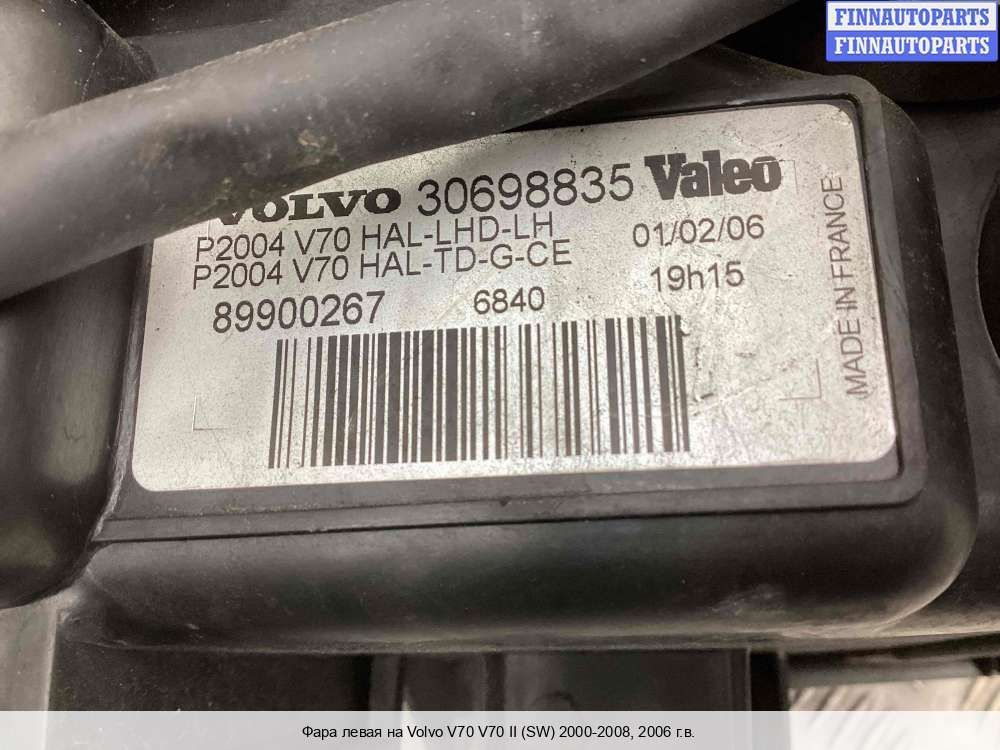 FINNAUTOPARTS
FINNAUTOPARTS
VOLVO 30698835 Valeo
P2004 V70 HAL-LHD-LH 01/02/06
P2004 V70 HAL-TD-G-CE 19h15
89900267 6840
MADE IN FRANCE
Фара левая на Volvo V70 V70 II (SW) 2000-2008, 2006 г.в.